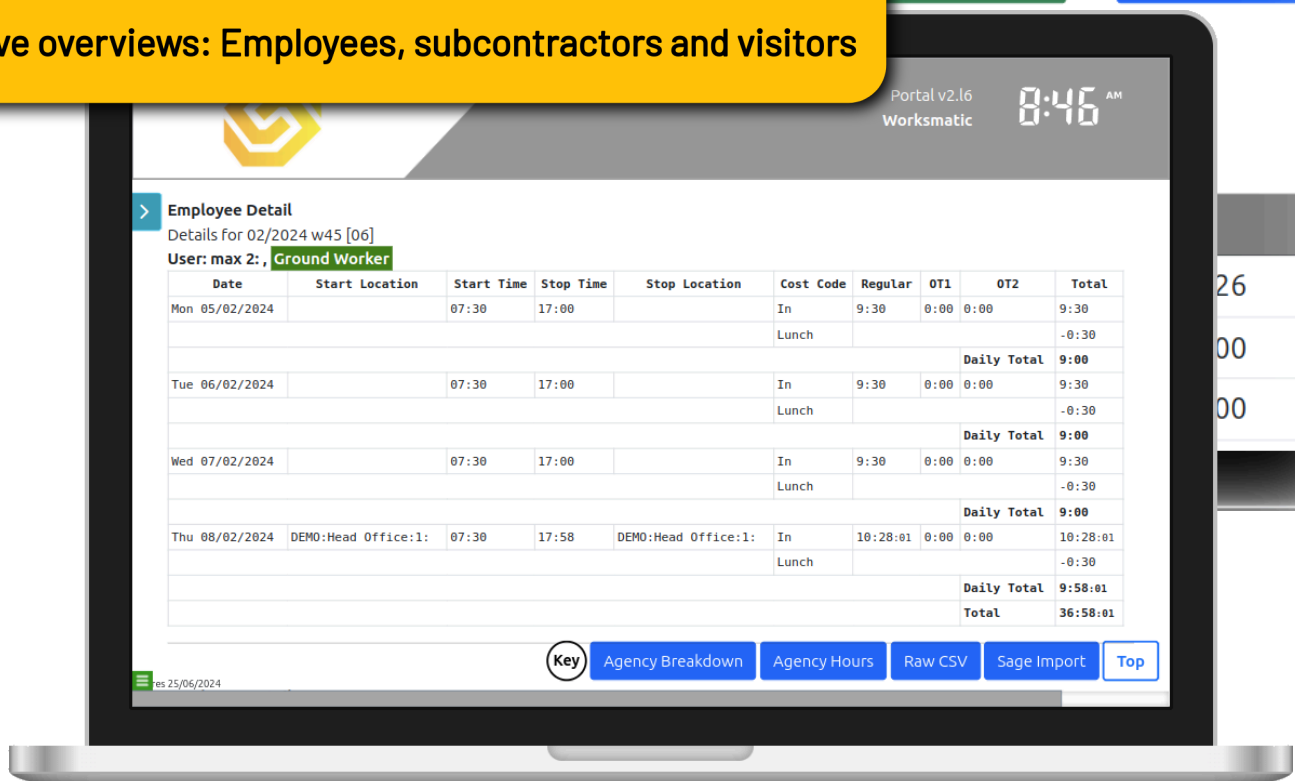 ve overviews: Employees, subcontractors and visitors
Portal v2.l6
Worksmatic
8:46 AM
Employee Detail
Details for 02/2024 w45 [06]
User: max 2: , Ground Worker
Date Start Location Start Time Stop Time Stop Location Cost Code Regular OT1 OT2 Total
Mon 05/02/2024 07:30 17:00 In 9:30 0:00 0:00 9:30
Lunch -0:30
Daily Total 9:00
Tue 06/02/2024 07:30 17:00 In 9:30 0:00 0:00 9:30
Lunch -0:30
Daily Total 9:00
Wed 07/02/2024 07:30 17:00 In 9:30 0:00 0:00 9:30
Lunch -0:30
Daily Total 9:00
Thu 08/02/2024 DEMO:Head Office:1: 07:30 17:58 DEMO:Head Office:1: In 10:28:01 0:00 0:00 10:28:01
Lunch -0:30
Daily Total 9:58:01
Total 36:58:01
Key Agency Breakdown Agency Hours Raw CSV Sage Import Top
res 25/06/2024
26
00
00